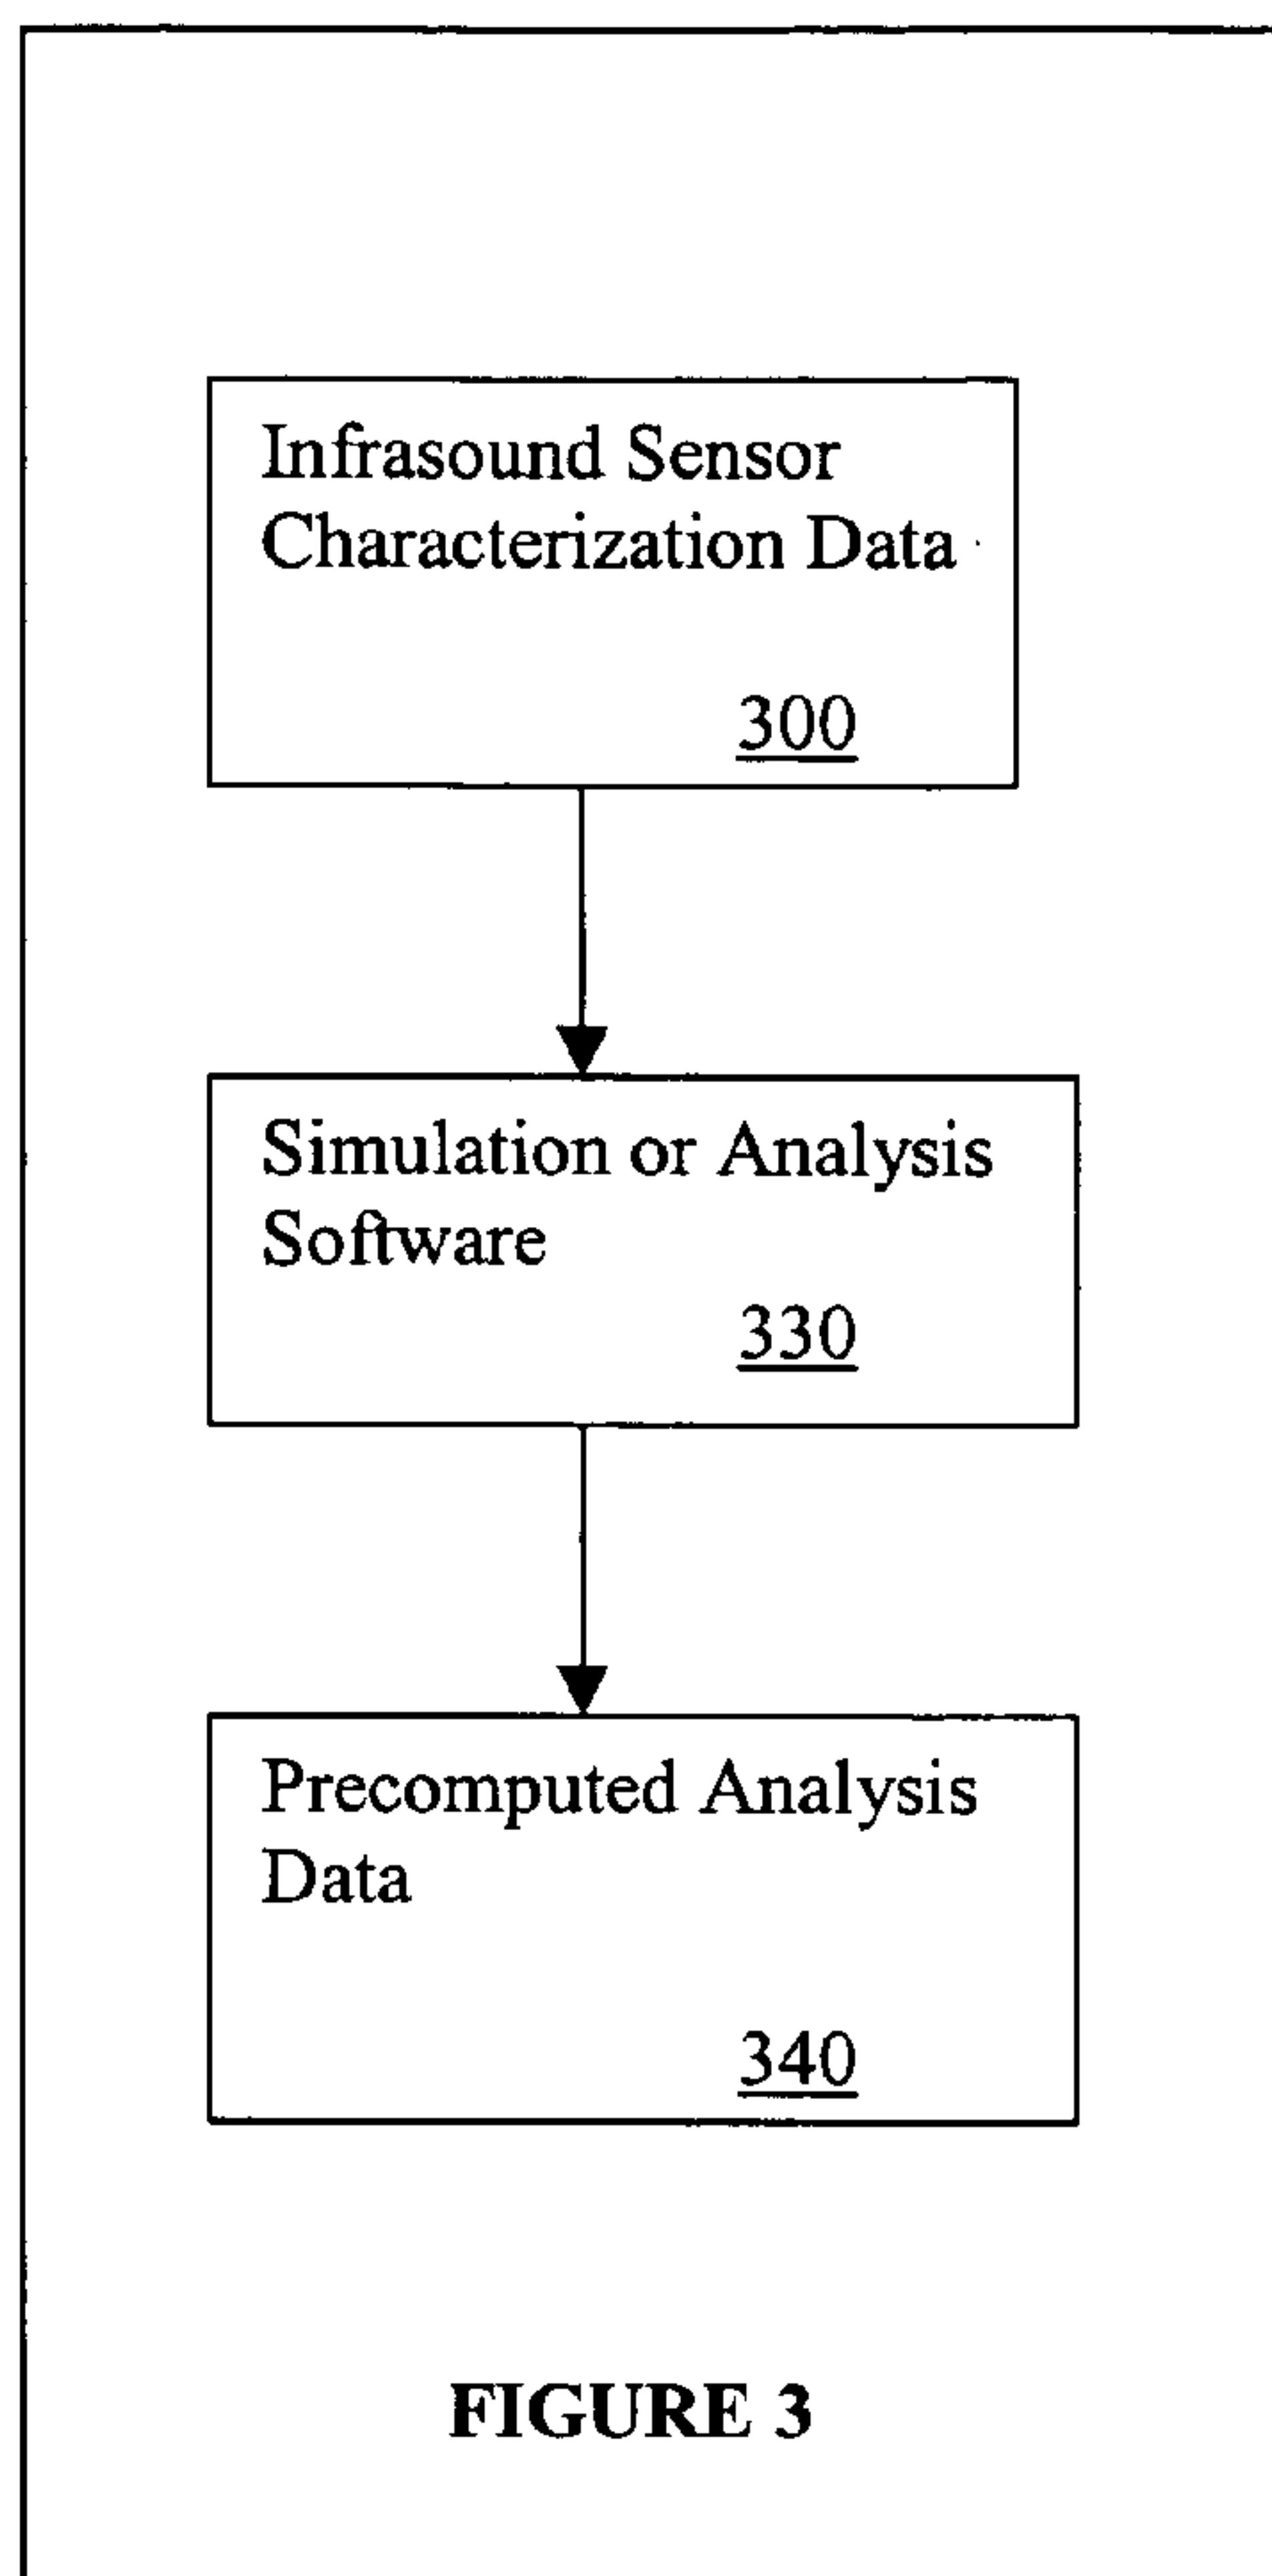 Infrasound Sensor
Characterization Data
300
Simulation or Analysis
Software
330
Precomputed Analysis
Data
340
FIGURE 3